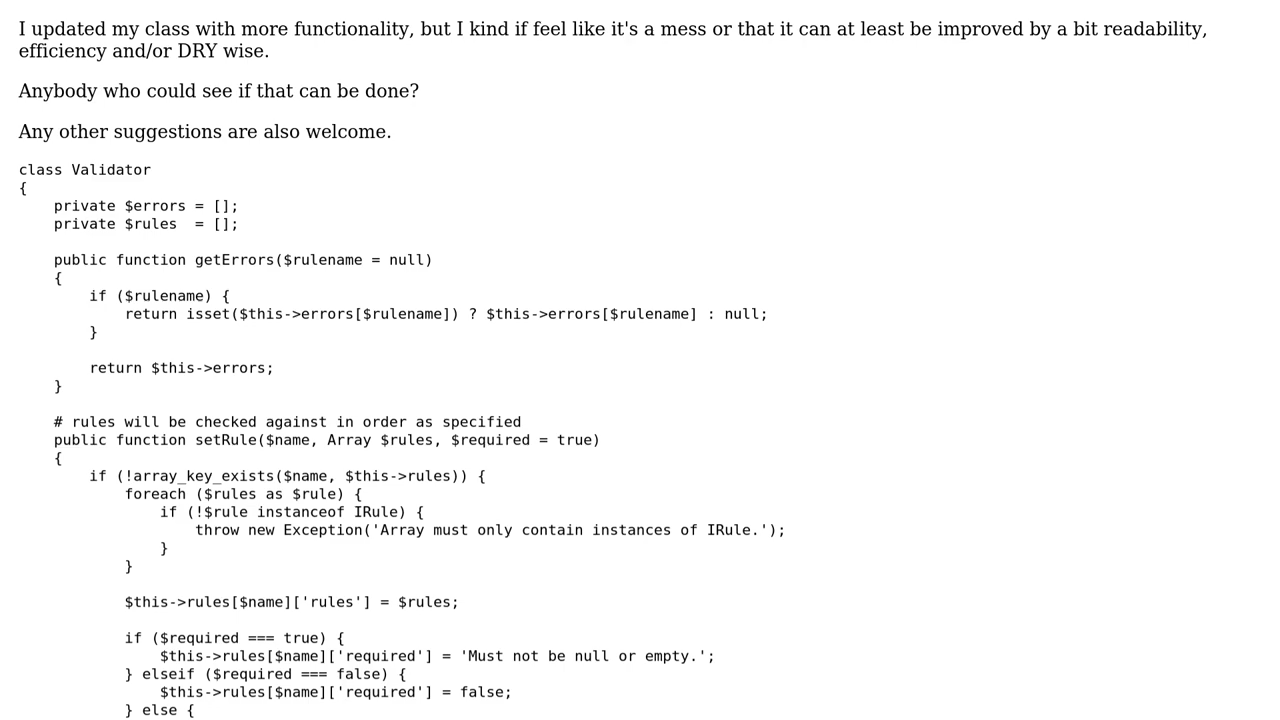 I updated my class with more functionality, but I kind if feel like it's a mess or that it can at least be improved by a bit readability,
efficiency and/or DRY wise.
Anybody who could see if that can be done?
Any other suggestions are also welcome.
class Validator
{
    private $errors = [];
    private $rules  = [];

    public function getErrors($rulename = null)
    {
        if ($rulename) {
            return isset($this->errors[$rulename]) ? $this->errors[$rulename] : null;
        }

        return $this->errors;
    }

    # rules will be checked against in order as specified
    public function setRule($name, Array $rules, $required = true)
    {
        if (!array_key_exists($name, $this->rules)) {
            foreach ($rules as $rule) {
                if (!$rule instanceof IRule) {
                    throw new Exception('Array must only contain instances of IRule.');
                }
            }

            $this->rules[$name]['rules'] = $rules;

            if ($required === true) {
                $this->rules[$name]['required'] = 'Must not be null or empty.';
            } elseif ($required === false) {
                $this->rules[$name]['required'] = false;
            } else {